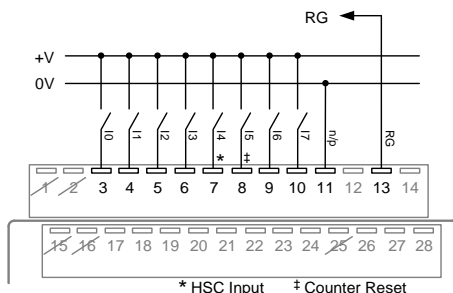 RG
+V
0V
I0 I1 I2 I3 I4 I5 I6 I7 n/p RG
* ‡
1 2 3 4 5 6 7 8 9 10 11 12 13 14
15 16 17 18 19 20 21 22 23 24 25 26 27 28
* HSC Input ‡ Counter Reset